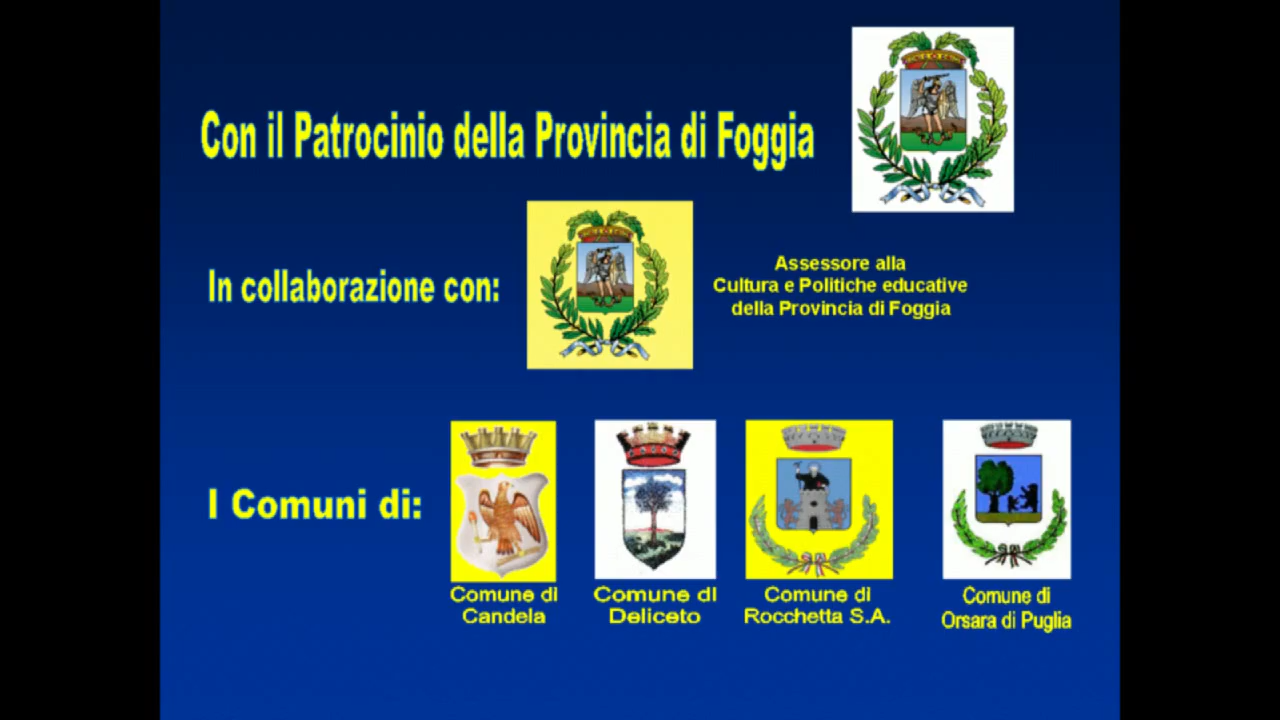 Con il Patrocinio della Provincia di Foggia
In collaborazione con:
Assessore alla
Cultura e Politiche educative
della Provincia di Foggia
I Comuni di:
Comune di
Candela
Comune di
Deliceto
Comune di
Rocchetta S.A.
Comune di
Orsara di Puglia